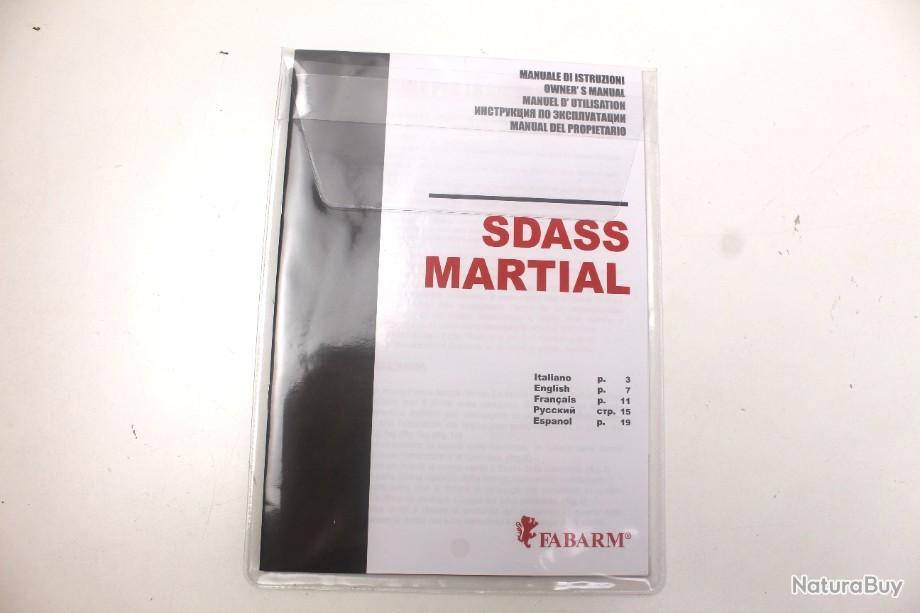 MANUALE DI ISTRUZIONI
OWNER' S MANUAL
MANUEL D' UTILISATION
ИНСТРУКЦИЯ ПО ЭКСПЛУАТАЦИИ
MANUAL DEL PROPIETARIO
SDASS
MARTIAL
Italiano p. 3
English p. 7
Français p. 11
Русский стр. 15
Espanol p. 19
FABARM®
NaturaBuy